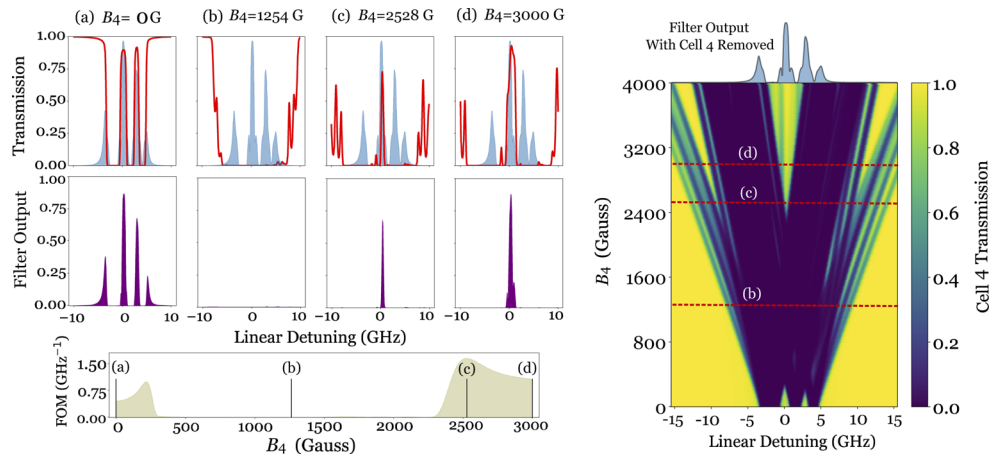 (a) B₄= 0G (b) B₄=1254 G (c) B₄=2528 G (d) B₄=3000 G
Transmission
1.00
0.75
0.50
0.25
0.00
Filter Output
1.00
0.75
0.50
0.25
0.00
−10 0 10 −10 0 10 −10 0 10 −10 0 10
Linear Detuning (GHz)
FOM (GHz⁻¹)
1.50
0.75
0.00
(a) (b) (c) (d)
0 500 1000 1500 2000 2500 3000
B₄ (Gauss)
Filter Output
With Cell 4 Removed
B₄ (Gauss)
4000
3200
2400
1600
800
0
(d)
(c)
(b)
-15 -10 -5 0 5 10 15
Linear Detuning (GHz)
1.0
0.8
0.6
0.4
0.2
0.0
Cell 4 Transmission